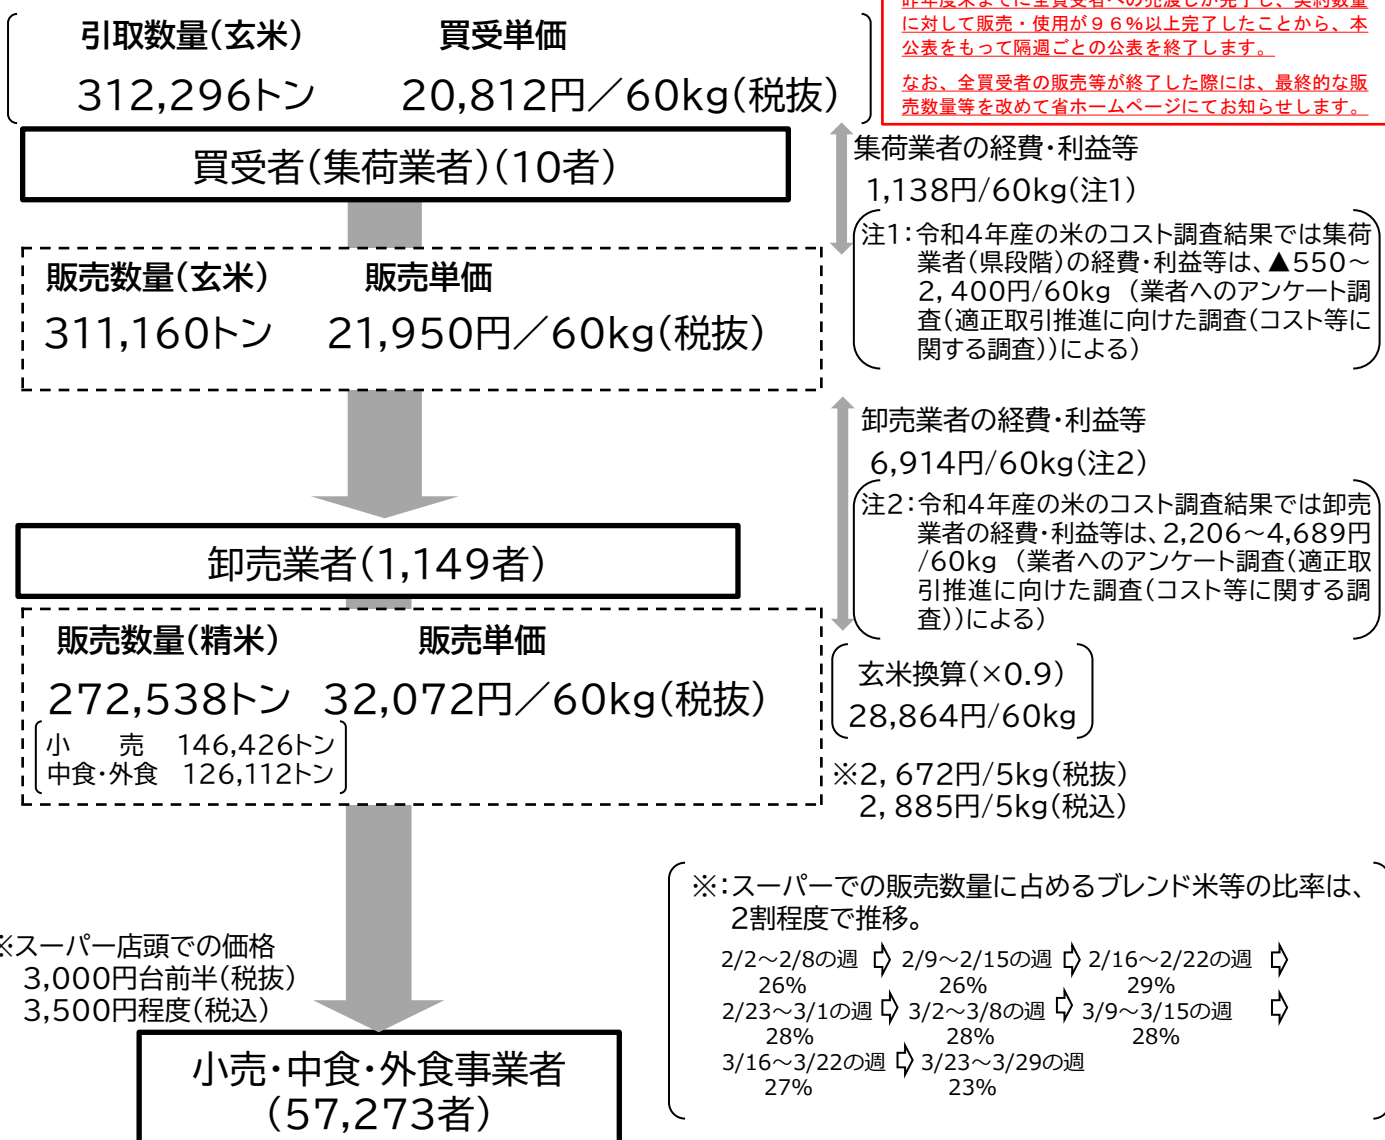 引取数量(玄米)　買受単価
312,296トン　20,812円／60kg(税抜)
昨年度末までに全買受者への売渡しが完了し、契約数量
に対して販売・使用が９６％以上完了したことから、本
公表をもって隔週ごとの公表を終了します。
なお、全買受者の販売等が終了した際には、最終的な販
売数量等を改めて省ホームページにてお知らせします。
買受者(集荷業者)(10者)
集荷業者の経費・利益等
1,138円/60kg(注1)
注1：令和4年産の米のコスト調査結果では集荷
業者(県段階)の経費・利益等は、▲550～
2,400円/60kg （業者へのアンケート調
査(適正取引推進に向けた調査(コスト等に
関する調査))による）
販売数量(玄米)　販売単価
311,160トン　21,950円／60kg(税抜)
卸売業者の経費・利益等
6,914円/60kg(注2)
注2：令和4年産の米のコスト調査結果では卸売
業者の経費・利益等は、2,206～4,689円
/60kg （業者へのアンケート調査(適正取
引推進に向けた調査(コスト等に関する調
査))による）
卸売業者(1,149者)
販売数量(精米)　販売単価
272,538トン　32,072円／60kg(税抜)
小　売　146,426トン
中食・外食　126,112トン
玄米換算(×0.9)
28,864円/60kg
※2,672円/5kg(税抜)
2,885円/5kg(税込)
※：スーパーでの販売数量に占めるブレンド米等の比率は、
2割程度で推移。
2/2～2/8の週 ⇨ 2/9～2/15の週 ⇨ 2/16～2/22の週 ⇨
26%　26%　29%
2/23～3/1の週 ⇨ 3/2～3/8の週 ⇨ 3/9～3/15の週 ⇨
28%　28%　28%
3/16～3/22の週 ⇨ 3/23～3/29の週
27%　23%
※スーパー店頭での価格
3,000円台前半(税抜)
3,500円程度(税込)
小売・中食・外食事業者
(57,273者)